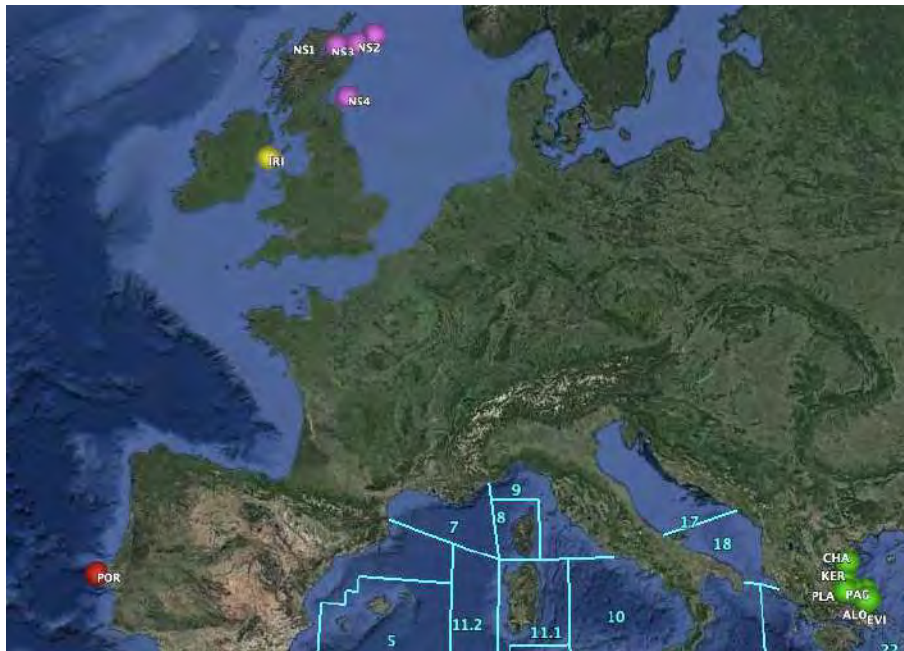 NS1
NS3
NS2
NS4
IRI
9
7
8
17
18
CHA
KER
POR
PLA
PAG
ALO
EVI
10
11.2
11.1
5
22